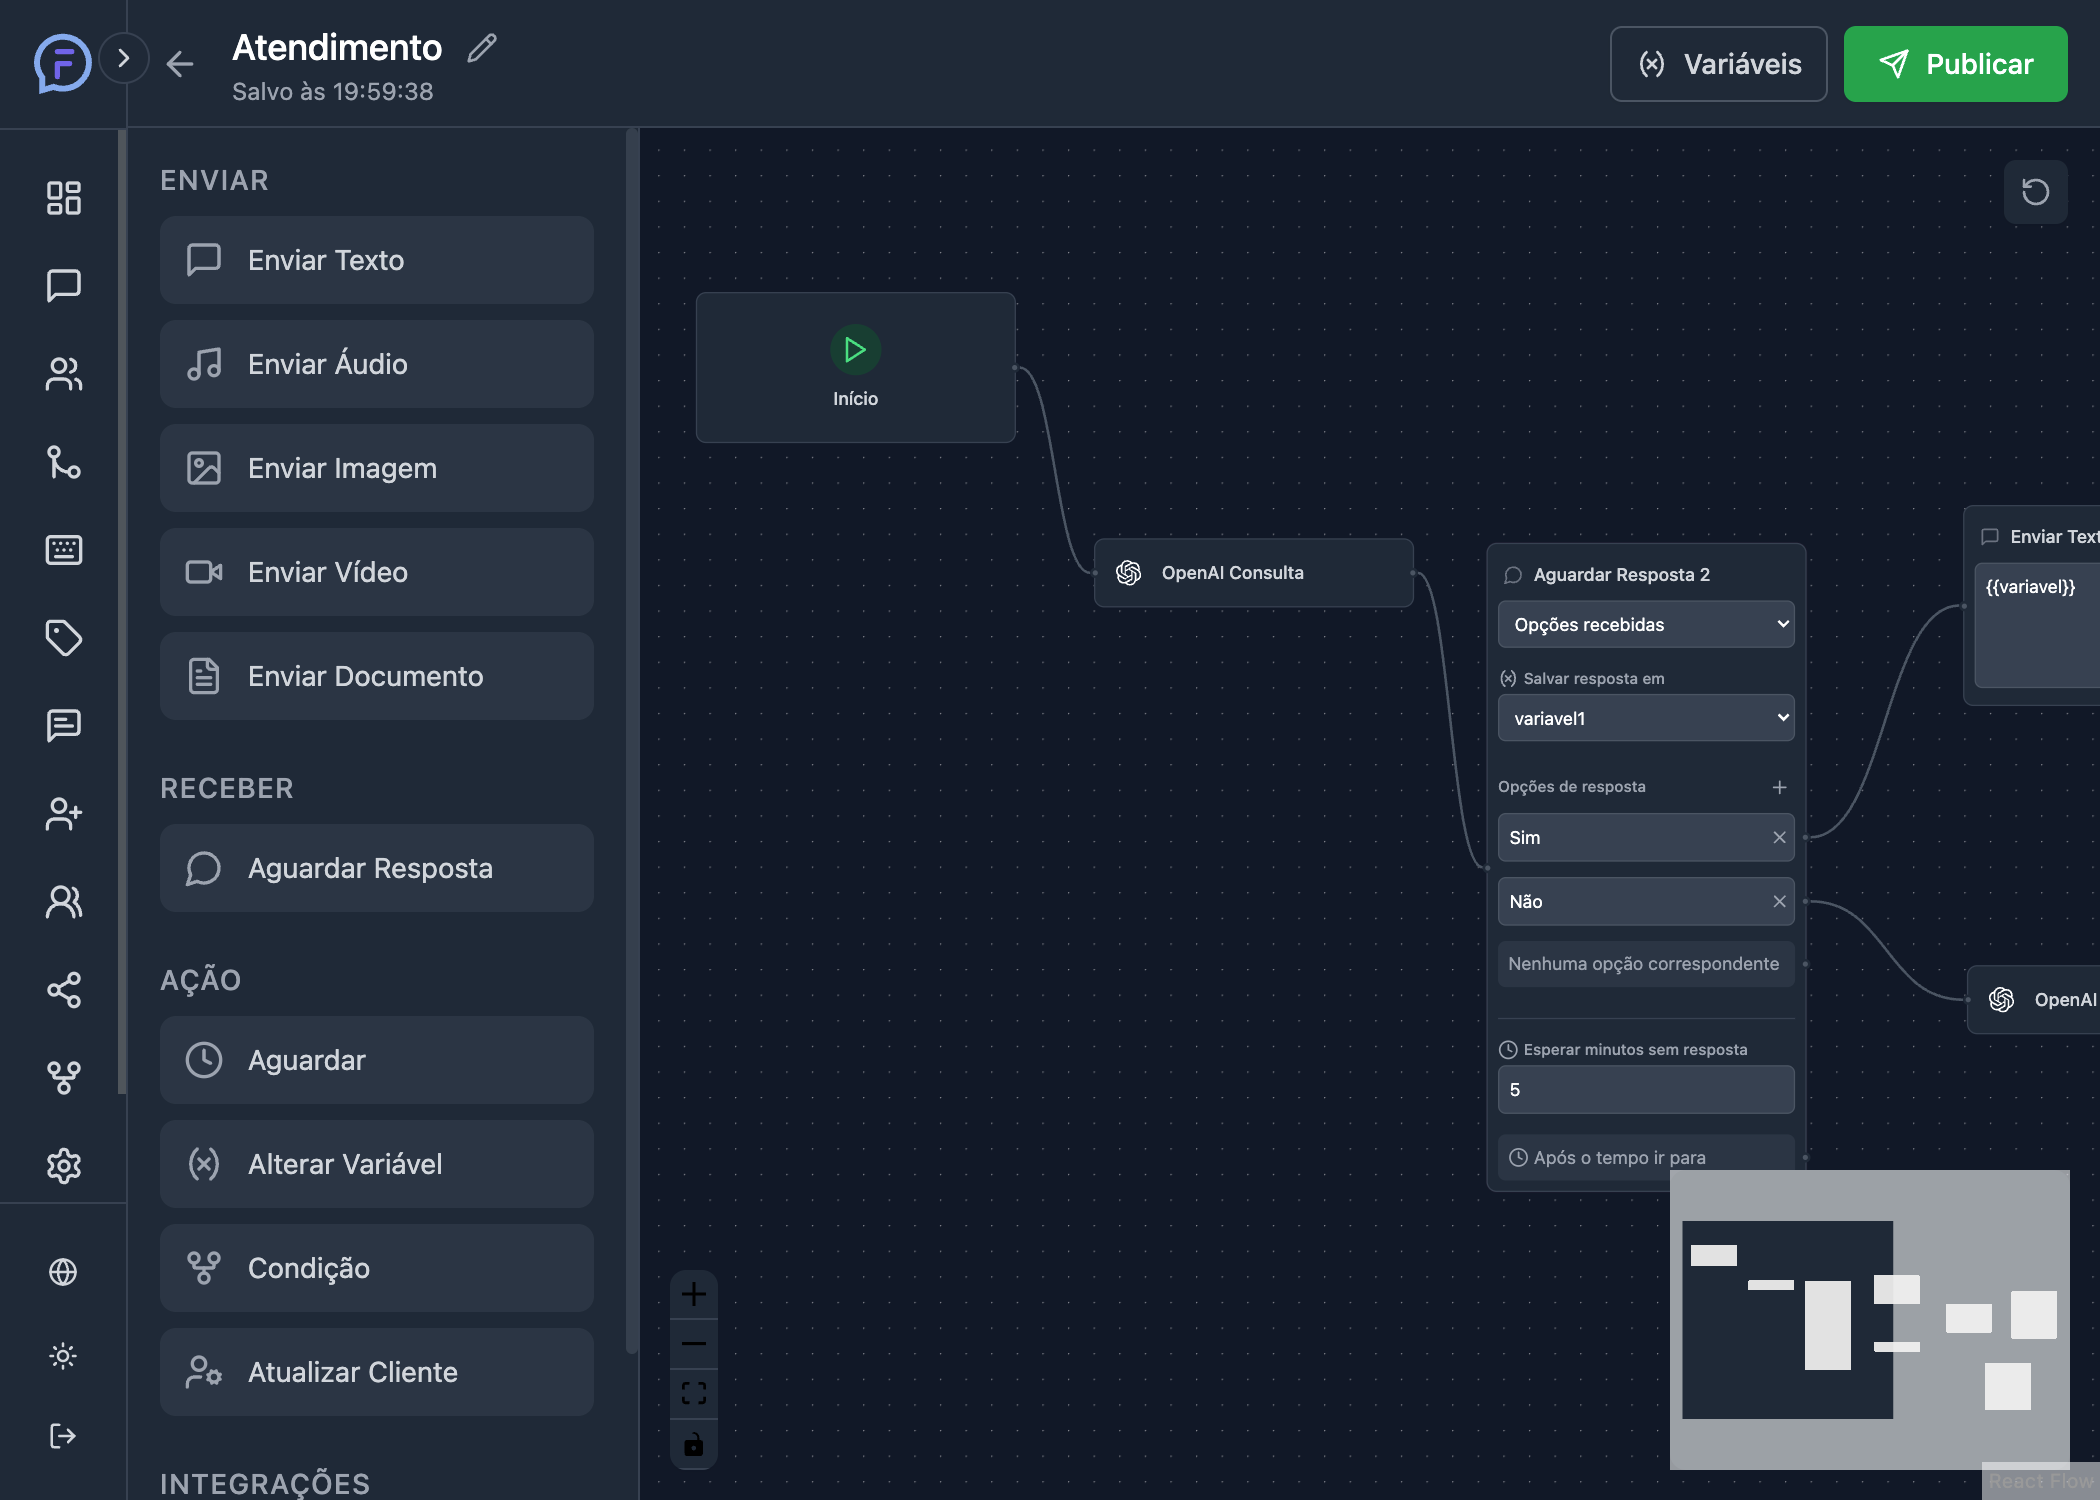 Atendimento
Salvo às 19:59:38
Variáveis
Publicar
ENVIAR
Enviar Texto
Enviar Áudio
Enviar Imagem
Enviar Vídeo
Enviar Documento
RECEBER
Aguardar Resposta
AÇÃO
Aguardar
Alterar Variável
Condição
Atualizar Cliente
INTEGRAÇÕES
Início
OpenAI Consulta
Aguardar Resposta 2
Opções recebidas
Salvar resposta em
variavel1
Opções de resposta
Sim
Não
Nenhuma opção correspondente
Esperar minutos sem resposta
5
Após o tempo ir para
Enviar Text
{{variavel}}
OpenAI
React Flow